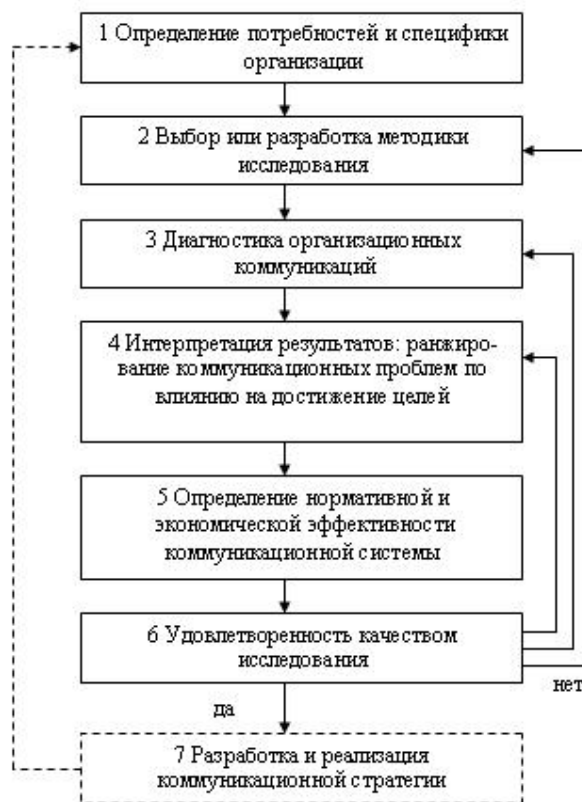 1 Определение потребностей и специфики
организации
2 Выбор или разработка методики
исследования
3 Диагностика организационных
коммуникаций
4 Интерпретация результатов: ранжиро-
вание коммуникационных проблем по
влиянию на достижение целей
5 Определение нормативной и
экономической эффективности
коммуникационной системы
6 Удовлетворенность качеством
исследования
нет
да
7 Разработка и реализация
коммуникационной стратегии